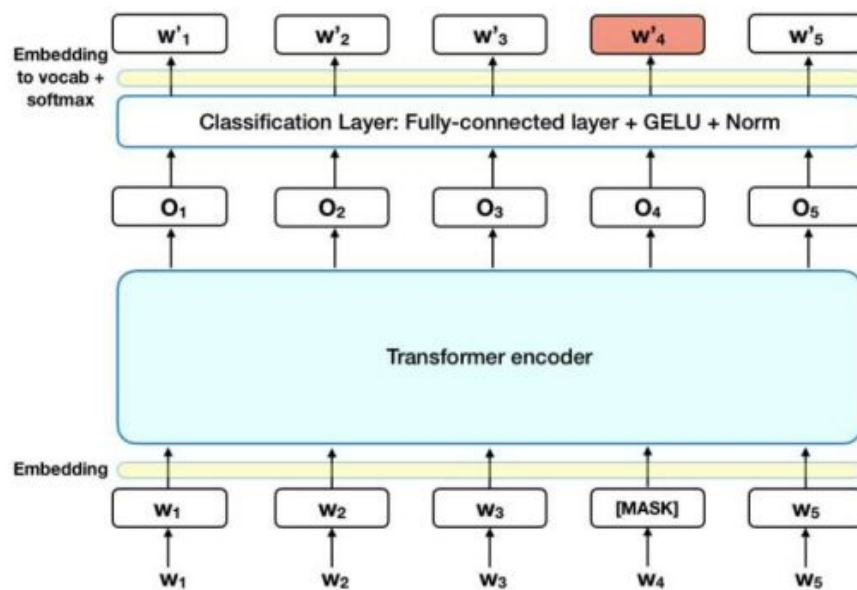 w'₁ w'₂ w'₃ w'₄ w'₅
Embedding
to vocab +
softmax
Classification Layer: Fully-connected layer + GELU + Norm
O₁ O₂ O₃ O₄ O₅
Transformer encoder
Embedding
W₁ W₂ W₃ [MASK] W₅
W₁ W₂ W₃ W₄ W₅